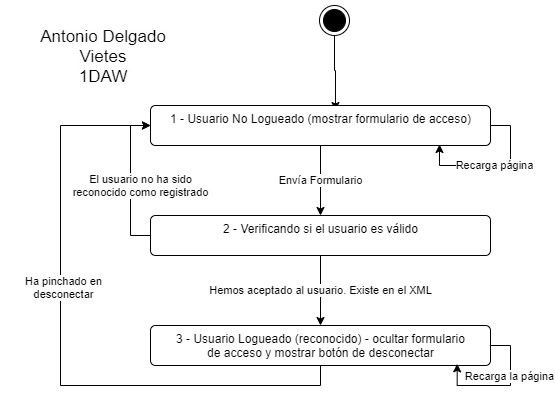 Antonio Delgado
Vietes
1DAW
1 - Usuario No Logueado (mostrar formulario de acceso)
Recarga página
El usuario no ha sido
reconocido como registrado
Envía Formulario
2 - Verificando si el usuario es válido
Ha pinchado en
desconectar
Hemos aceptado al usuario. Existe en el XML
3 - Usuario Logueado (reconocido) - ocultar formulario
de acceso y mostrar botón de desconectar
Recarga la página